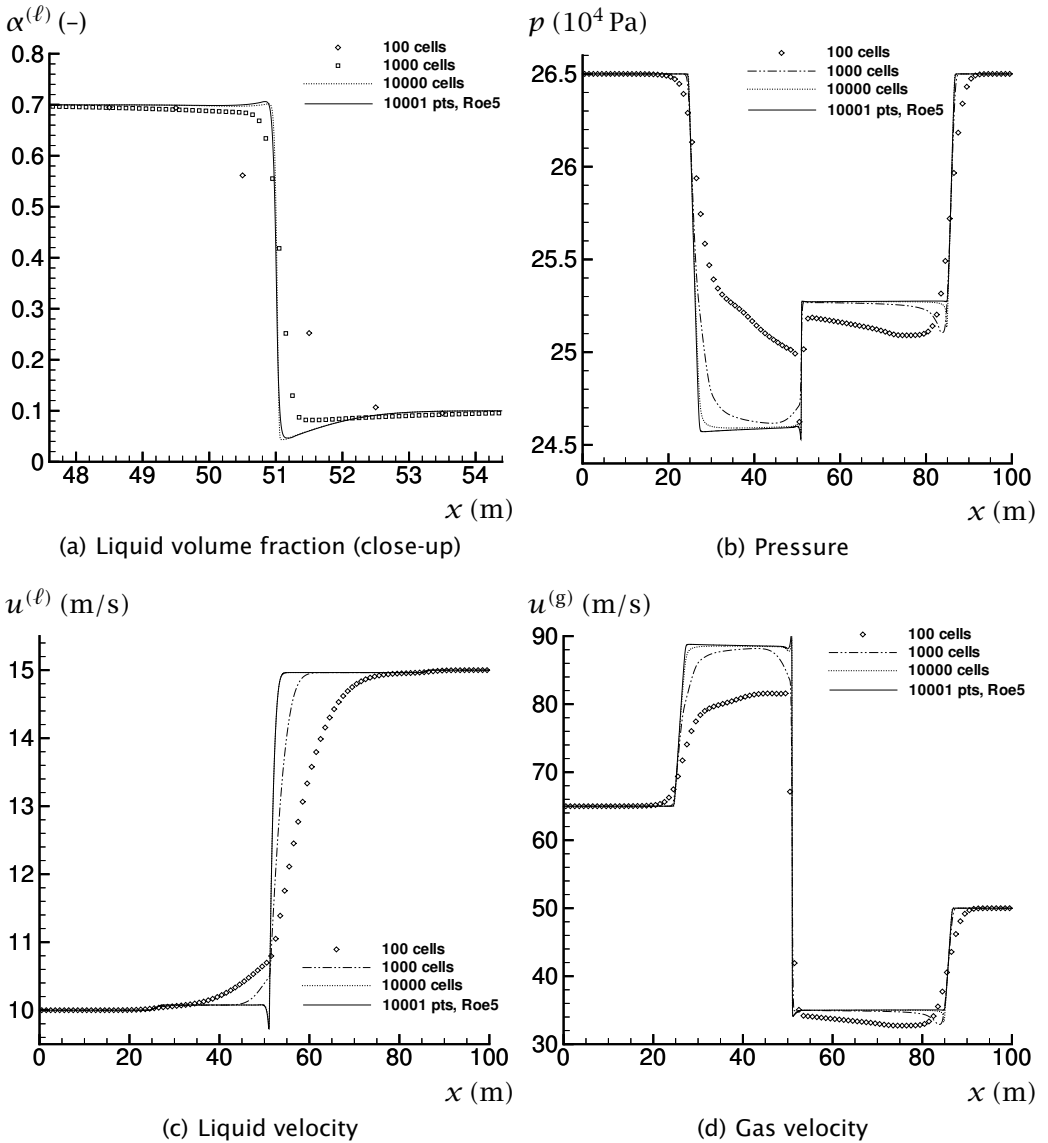 α(ℓ) (–)
100 cells
1000 cells
10000 cells
10001 pts, Roe5
0.8
0.7
0.6
0.5
0.4
0.3
0.2
0.1
0
48 49 50 51 52 53 54
x (m)
(a) Liquid volume fraction (close-up)
p (10⁴ Pa)
100 cells
1000 cells
10000 cells
10001 pts, Roe5
26.5
26
25.5
25
24.5
0 20 40 60 80 100
x (m)
(b) Pressure
u(ℓ) (m/s)
15
14
13
12
11
10
100 cells
1000 cells
10000 cells
10001 pts, Roe5
0 20 40 60 80 100
x (m)
(c) Liquid velocity
u(g) (m/s)
100 cells
1000 cells
10000 cells
10001 pts, Roe5
90
80
70
60
50
40
30
0 20 40 60 80 100
x (m)
(d) Gas velocity